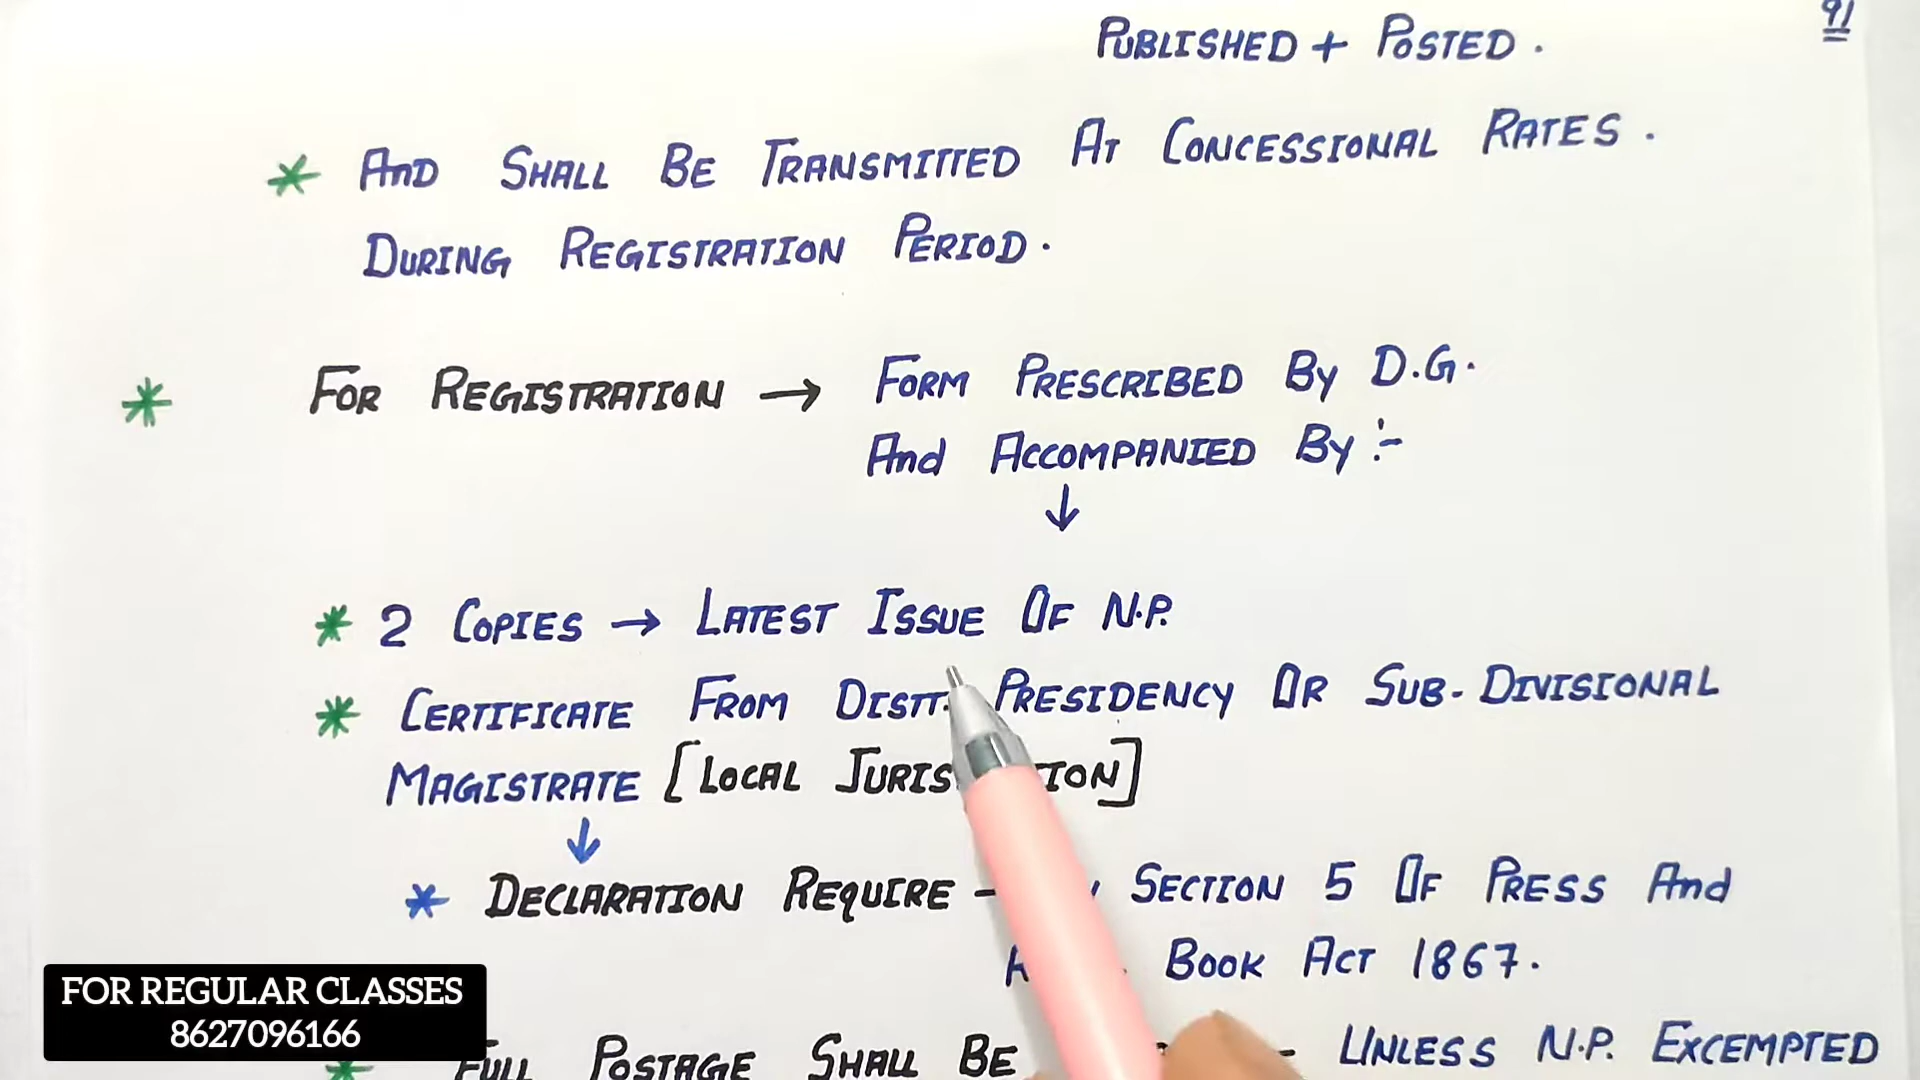 91
PUBLISHED + POSTED.
* AND SHALL BE TRANSMITTED AT CONCESSIONAL RATES.
DURING REGISTRATION PERIOD.
* FOR REGISTRATION → FORM PRESCRIBED BY D.G.
AND ACCOMPANIED BY :-
↓
* 2 COPIES → LATEST ISSUE OF N.P.
* CERTIFICATE FROM DISTT. PRESIDENCY OR SUB-DIVISIONAL
MAGISTRATE [LOCAL
↓
* DECLARATION REQUIRE - SECTION 5 OF PRESS AND
BOOK ACT 1867.
* FULL POSTAGE SHALL BE - UNLESS N.P. EXCEMPTED
FOR REGULAR CLASSES
8627096166